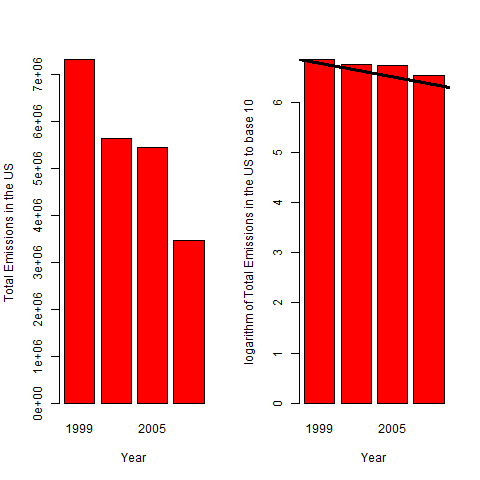 Total Emissions in the US
7e+06
6e+06
5e+06
4e+06
3e+06
2e+06
1e+06
0e+00
1999 2005
Year
logarithm of Total Emissions in the US to base 10
6
5
4
3
2
1
0
1999 2005
Year